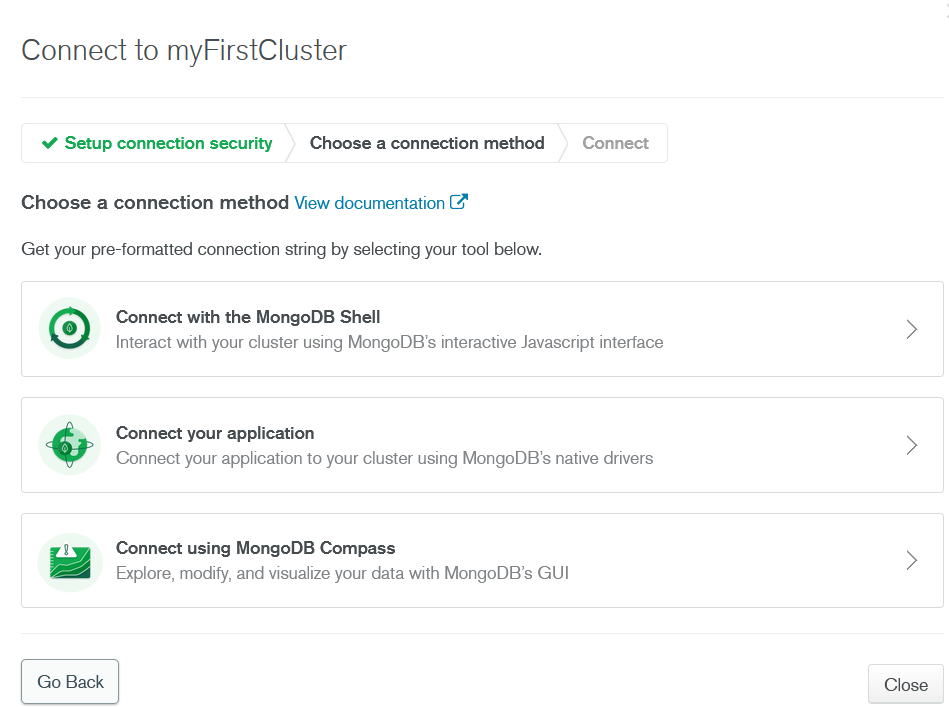 Connect to myFirstCluster
Setup connection security
Choose a connection method
Connect
Choose a connection method View documentation
Get your pre-formatted connection string by selecting your tool below.
Connect with the MongoDB Shell
Interact with your cluster using MongoDB's interactive Javascript interface
Connect your application
Connect your application to your cluster using MongoDB's native drivers
Connect using MongoDB Compass
Explore, modify, and visualize your data with MongoDB's GUI
Go Back
Close